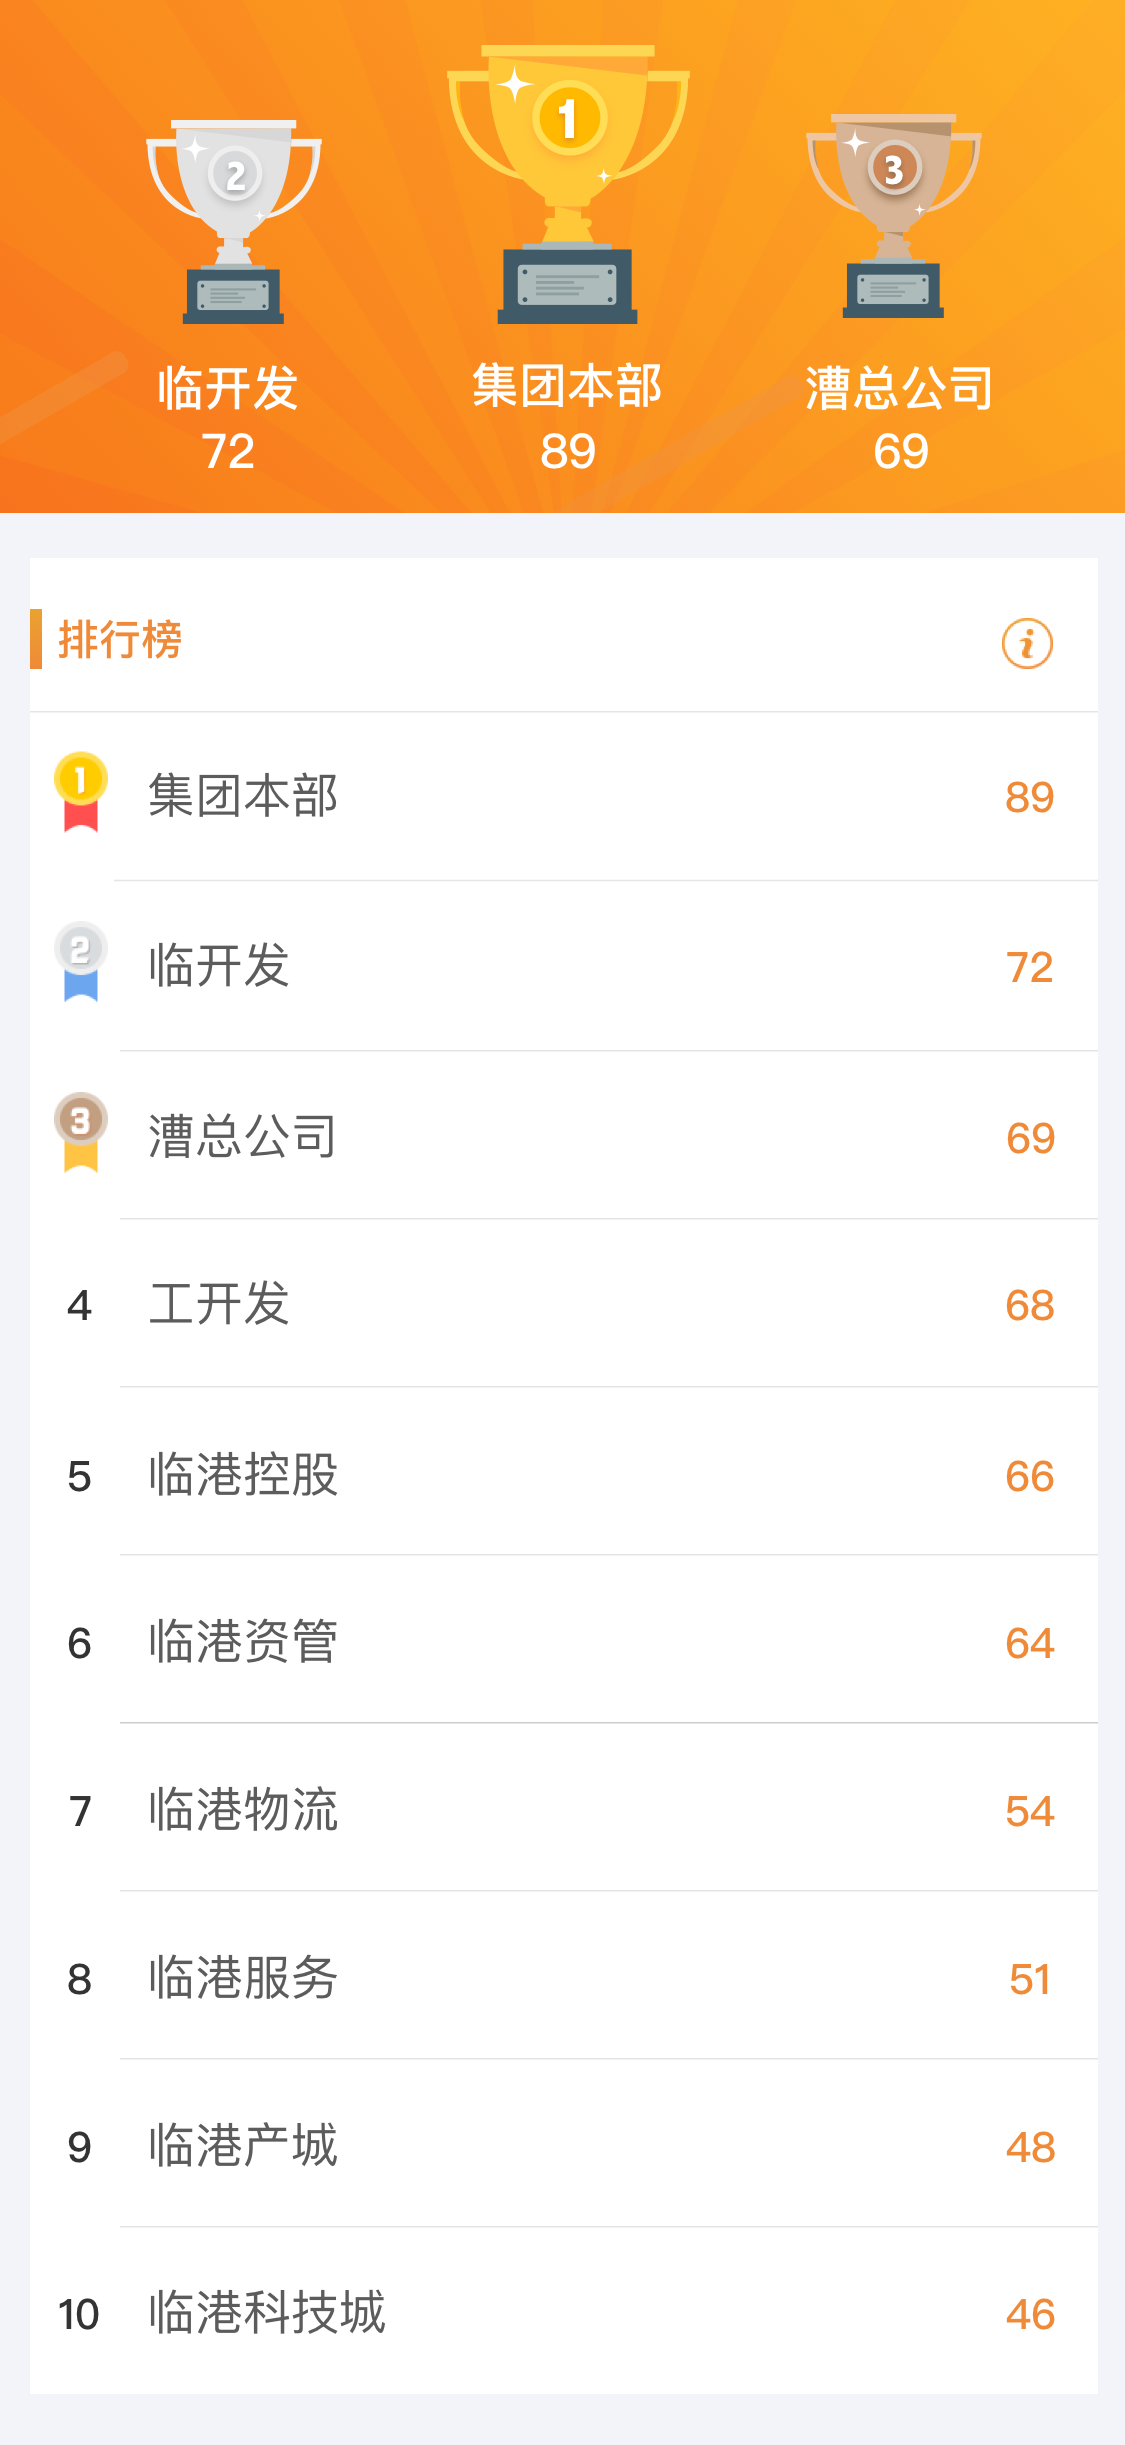 2
1
3
临开发
集团本部
漕总公司
72
89
69
排行榜
i
1 集团本部 89
2 临开发 72
3 漕总公司 69
4 工开发 68
5 临港控股 66
6 临港资管 64
7 临港物流 54
8 临港服务 51
9 临港产城 48
10 临港科技城 46